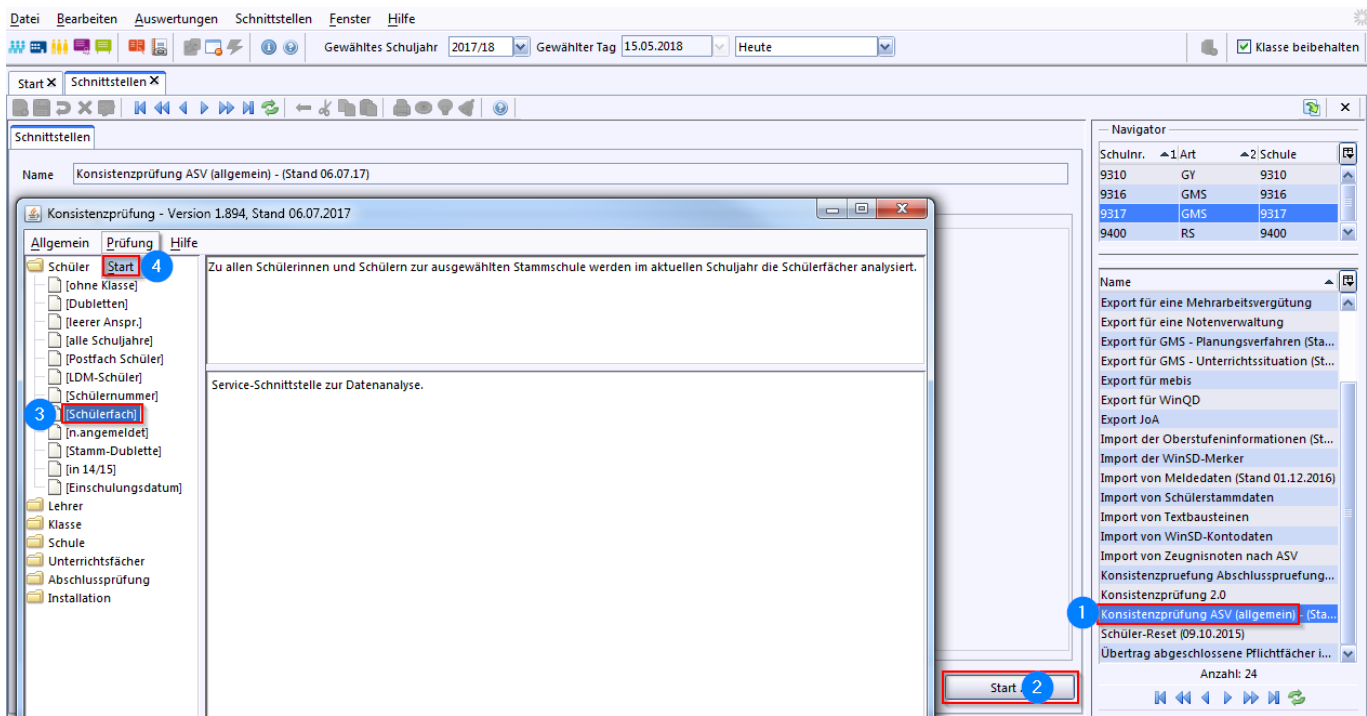 Datei Bearbeiten Auswertungen Schnittstellen Fenster Hilfe
Gewähltes Schuljahr 2017/18 Gewählter Tag 15.05.2018 Heute Klasse beibehalten
Start Schnittstellen
Schnittstellen
Name Konsistenzprüfung ASV (allgemein) - (Stand 06.07.17)
Konsistenzprüfung - Version 1.894, Stand 06.07.2017
Allgemein Prüfung Hilfe
Schüler Start 4
[ohne Klasse]
[Dubletten]
[leerer Anspr.]
[alle Schuljahre]
[Postfach Schüler]
[LDM-Schüler]
[Schülernummer]
3 [Schülerfach]
[n.angemeldet]
[Stamm-Dublette]
[in 14/15]
[Einschulungsdatum]
Lehrer
Klasse
Schule
Unterrichtsfächer
Abschlussprüfung
Installation
Zu allen Schülerinnen und Schülern zur ausgewählten Stammschule werden im aktuellen Schuljahr die Schülerfächer analysiert.
Service-Schnittstelle zur Datenanalyse.
Start 2
Navigator
Schulnr. 1 Art 2 Schule
9310 GY 9310
9316 GMS 9316
9317 GMS 9317
9400 RS 9400
Name
Export für eine Mehrarbeitsvergütung
Export für eine Notenverwaltung
Export für GMS - Planungsverfahren (Sta...
Export für GMS - Unterrichtssituation (St...
Export für mebis
Export für WinQD
Export JoA
Import der Oberstufeninformationen (St...
Import der WinSD-Merker
Import von Meldedaten (Stand 01.12.2016)
Import von Schülerstammdaten
Import von Textbausteinen
Import von WinSD-Kontodaten
Import von Zeugnisnoten nach ASV
Konsistenzpruefung Abschlusspruefung...
Konsistenzprüfung 2.0
1 Konsistenzprüfung ASV (allgemein) - (Sta...
Schüler-Reset (09.10.2015)
Übertrag abgeschlossene Pflichtfächer i...
Anzahl: 24